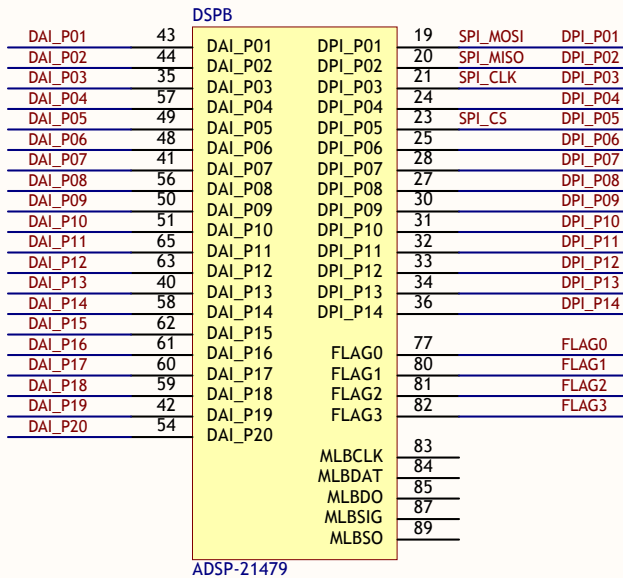 DSPB
DAI_P01 43 DAI_P01 DPI_P01 19 SPI_MOSI DPI_P01
DAI_P02 44 DAI_P02 DPI_P02 20 SPI_MISO DPI_P02
DAI_P03 35 DAI_P03 DPI_P03 21 SPI_CLK DPI_P03
DAI_P04 57 DAI_P04 DPI_P04 24 DPI_P04
DAI_P05 49 DAI_P05 DPI_P05 23 SPI_CS DPI_P05
DAI_P06 48 DAI_P06 DPI_P06 25 DPI_P06
DAI_P07 41 DAI_P07 DPI_P07 28 DPI_P07
DAI_P08 56 DAI_P08 DPI_P08 27 DPI_P08
DAI_P09 50 DAI_P09 DPI_P09 30 DPI_P09
DAI_P10 51 DAI_P10 DPI_P10 31 DPI_P10
DAI_P11 65 DAI_P11 DPI_P11 32 DPI_P11
DAI_P12 63 DAI_P12 DPI_P12 33 DPI_P12
DAI_P13 40 DAI_P13 DPI_P13 34 DPI_P13
DAI_P14 58 DAI_P14 DPI_P14 36 DPI_P14
DAI_P15 62 DAI_P15
DAI_P16 61 DAI_P16 FLAG0 77 FLAG0
DAI_P17 60 DAI_P17 FLAG1 80 FLAG1
DAI_P18 59 DAI_P18 FLAG2 81 FLAG2
DAI_P19 42 DAI_P19 FLAG3 82 FLAG3
DAI_P20 54 DAI_P20
MLBCLK 83
MLBDAT 84
MLBDO 85
MLBSIG 87
MLBSO 89
ADSP-21479